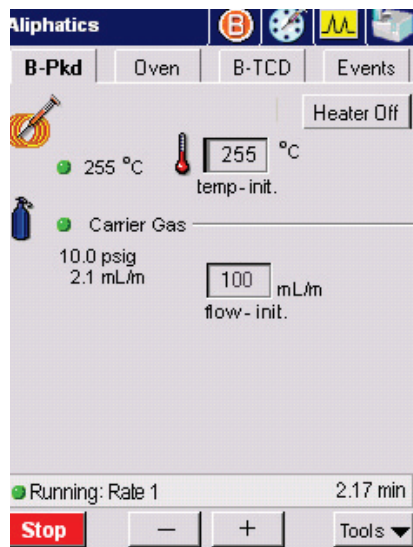 Aliphatics B
B-Pkd Oven B-TCD Events
Heater Off
255 °C 255 °C
temp-init.
Carrier Gas
10.0 psig
2.1 mL/m 100 mL/m
flow-init.
Running: Rate 1 2.17 min
Stop — + Tools